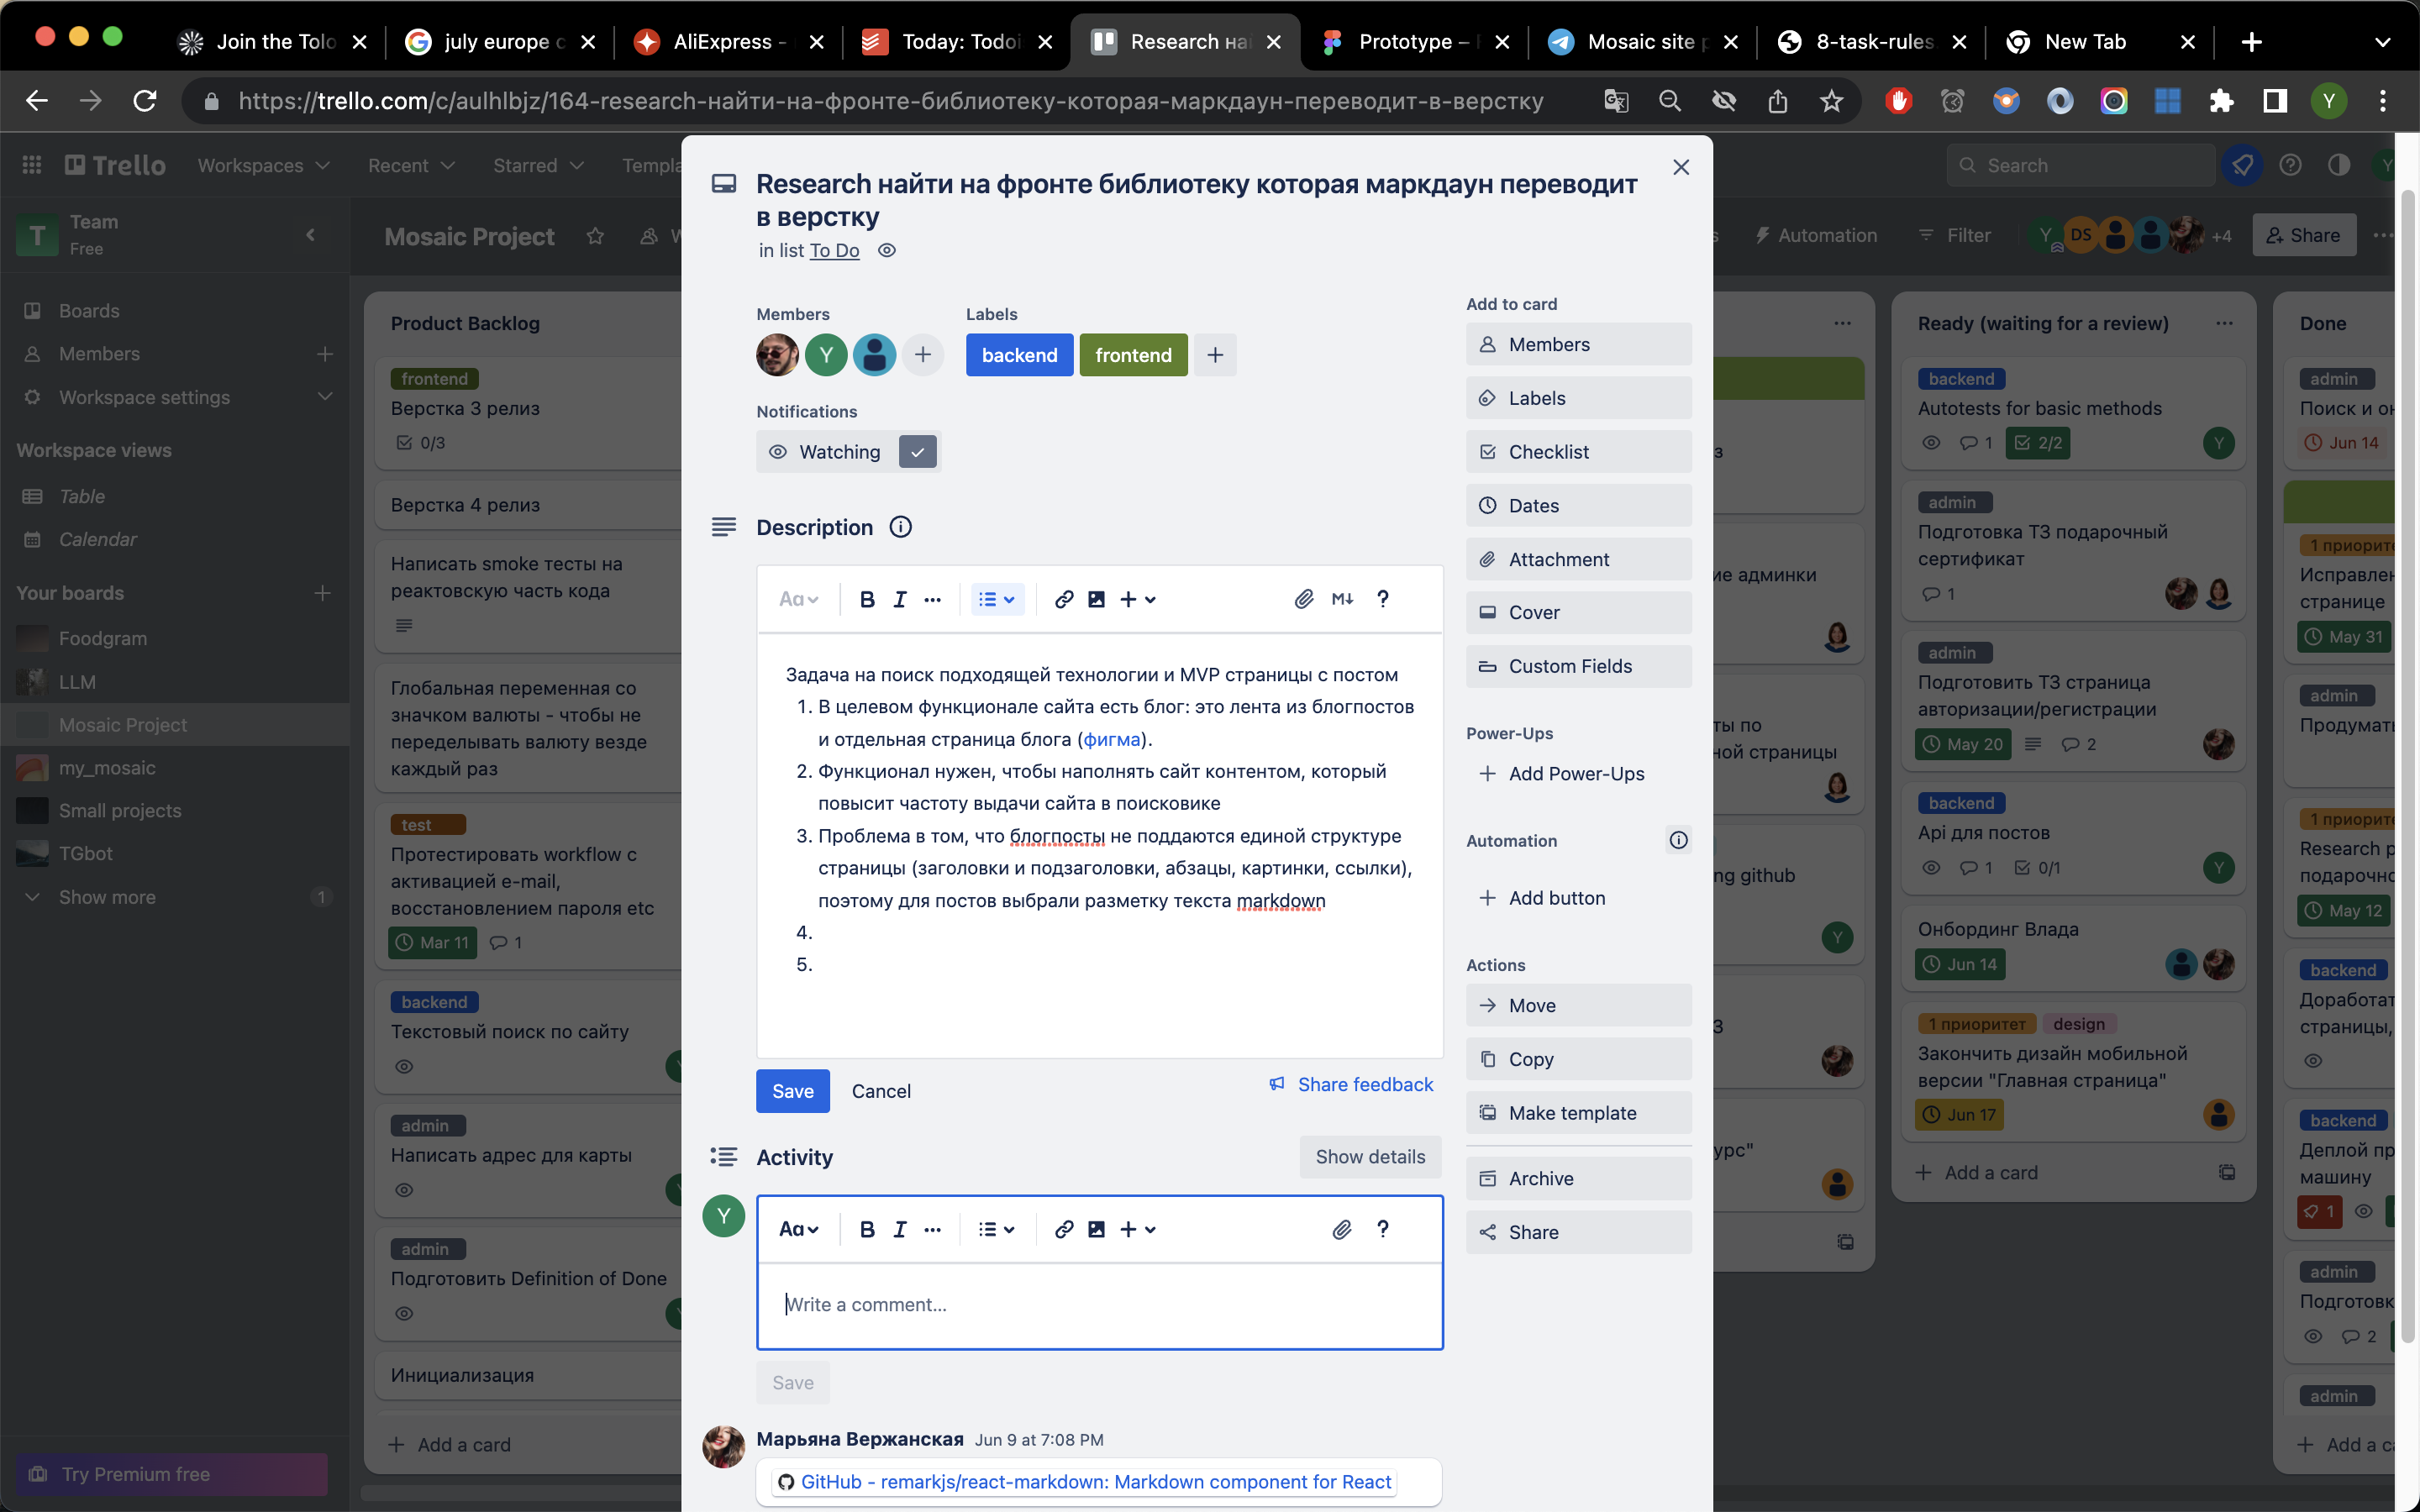 Join the Tolo
july europe c
AliExpress -
Today: Todoi
Research на
Prototype –
Mosaic site p
8-task-rules.
New Tab
https://trello.com/c/aulhlbjz/164-research-найти-на-фронте-библиотеку-которая-маркдаун-переводит-в-верстку
Y
Trello
Workspaces
Recent
Starred
Templa
Search
T
Team
Free
Boards
Members
Workspace settings
Workspace views
Table
Calendar
Your boards
Foodgram
LLM
Mosaic Project
my_mosaic
Small projects
TGbot
Show more
1
Try Premium free
Mosaic Project
Automation
Filter
Y
DS
+4
Share
Product Backlog
frontend
Верстка 3 релиз
0/3
Верстка 4 релиз
Написать smoke тесты на
реактовскую часть кода
Глобальная переменная со
значком валюты - чтобы не
переделывать валюту везде
каждый раз
test
Протестировать workflow с
активацией e-mail,
восстановлением пароля etc
Mar 11
1
backend
Текстовый поиск по сайту
admin
Написать адрес для карты
admin
Подготовить Definition of Done
Инициализация
Add a card
Research найти на фронте библиотеку которая маркдаун переводит
в верстку
in list To Do
Members
Labels
Y
backend
frontend
Notifications
Watching
Description
Aa
B I
M↓
?
Задача на поиск подходящей технологии и MVP страницы с постом
1. В целевом функционале сайта есть блог: это лента из блогпостов
и отдельная страница блога (фигма).
2. Функционал нужен, чтобы наполнять сайт контентом, который
повысит частоту выдачи сайта в поисковике
3. Проблема в том, что блогпосты не поддаются единой структуре
страницы (заголовки и подзаголовки, абзацы, картинки, ссылки),
поэтому для постов выбрали разметку текста markdown
4.
5.
Save
Cancel
Share feedback
Activity
Show details
Y
Aa
B I
?
Write a comment…
Save
Марьяна Вержанская Jun 9 at 7:08 PM
GitHub - remarkjs/react-markdown: Markdown component for React
Add to card
Members
Labels
Checklist
Dates
Attachment
Cover
Custom Fields
Power-Ups
Add Power-Ups
Automation
Add button
Actions
Move
Copy
Make template
Archive
Share
ие админки
ты по
ной страницы
ng github
Y
урс"
Ready (waiting for a review)
backend
Autotests for basic methods
1
2/2
Y
admin
Подготовка ТЗ подарочный
сертификат
1
admin
Подготовить ТЗ страница
авторизации/регистрации
May 20
2
backend
Api для постов
1
0/1
Y
Онбординг Влада
Jun 14
1 приоритет
design
Закончить дизайн мобильной
версии "Главная страница"
Jun 17
Add a card
Done
admin
Поиск и он
Jun 14
1 приорите
Исправлен
странице
May 31
admin
Продумат
1 приорите
Research р
подарочно
May 12
backend
Доработат
страницы,
backend
Деплой пр
машину
1
admin
Подготовк
2
admin
Add a ca